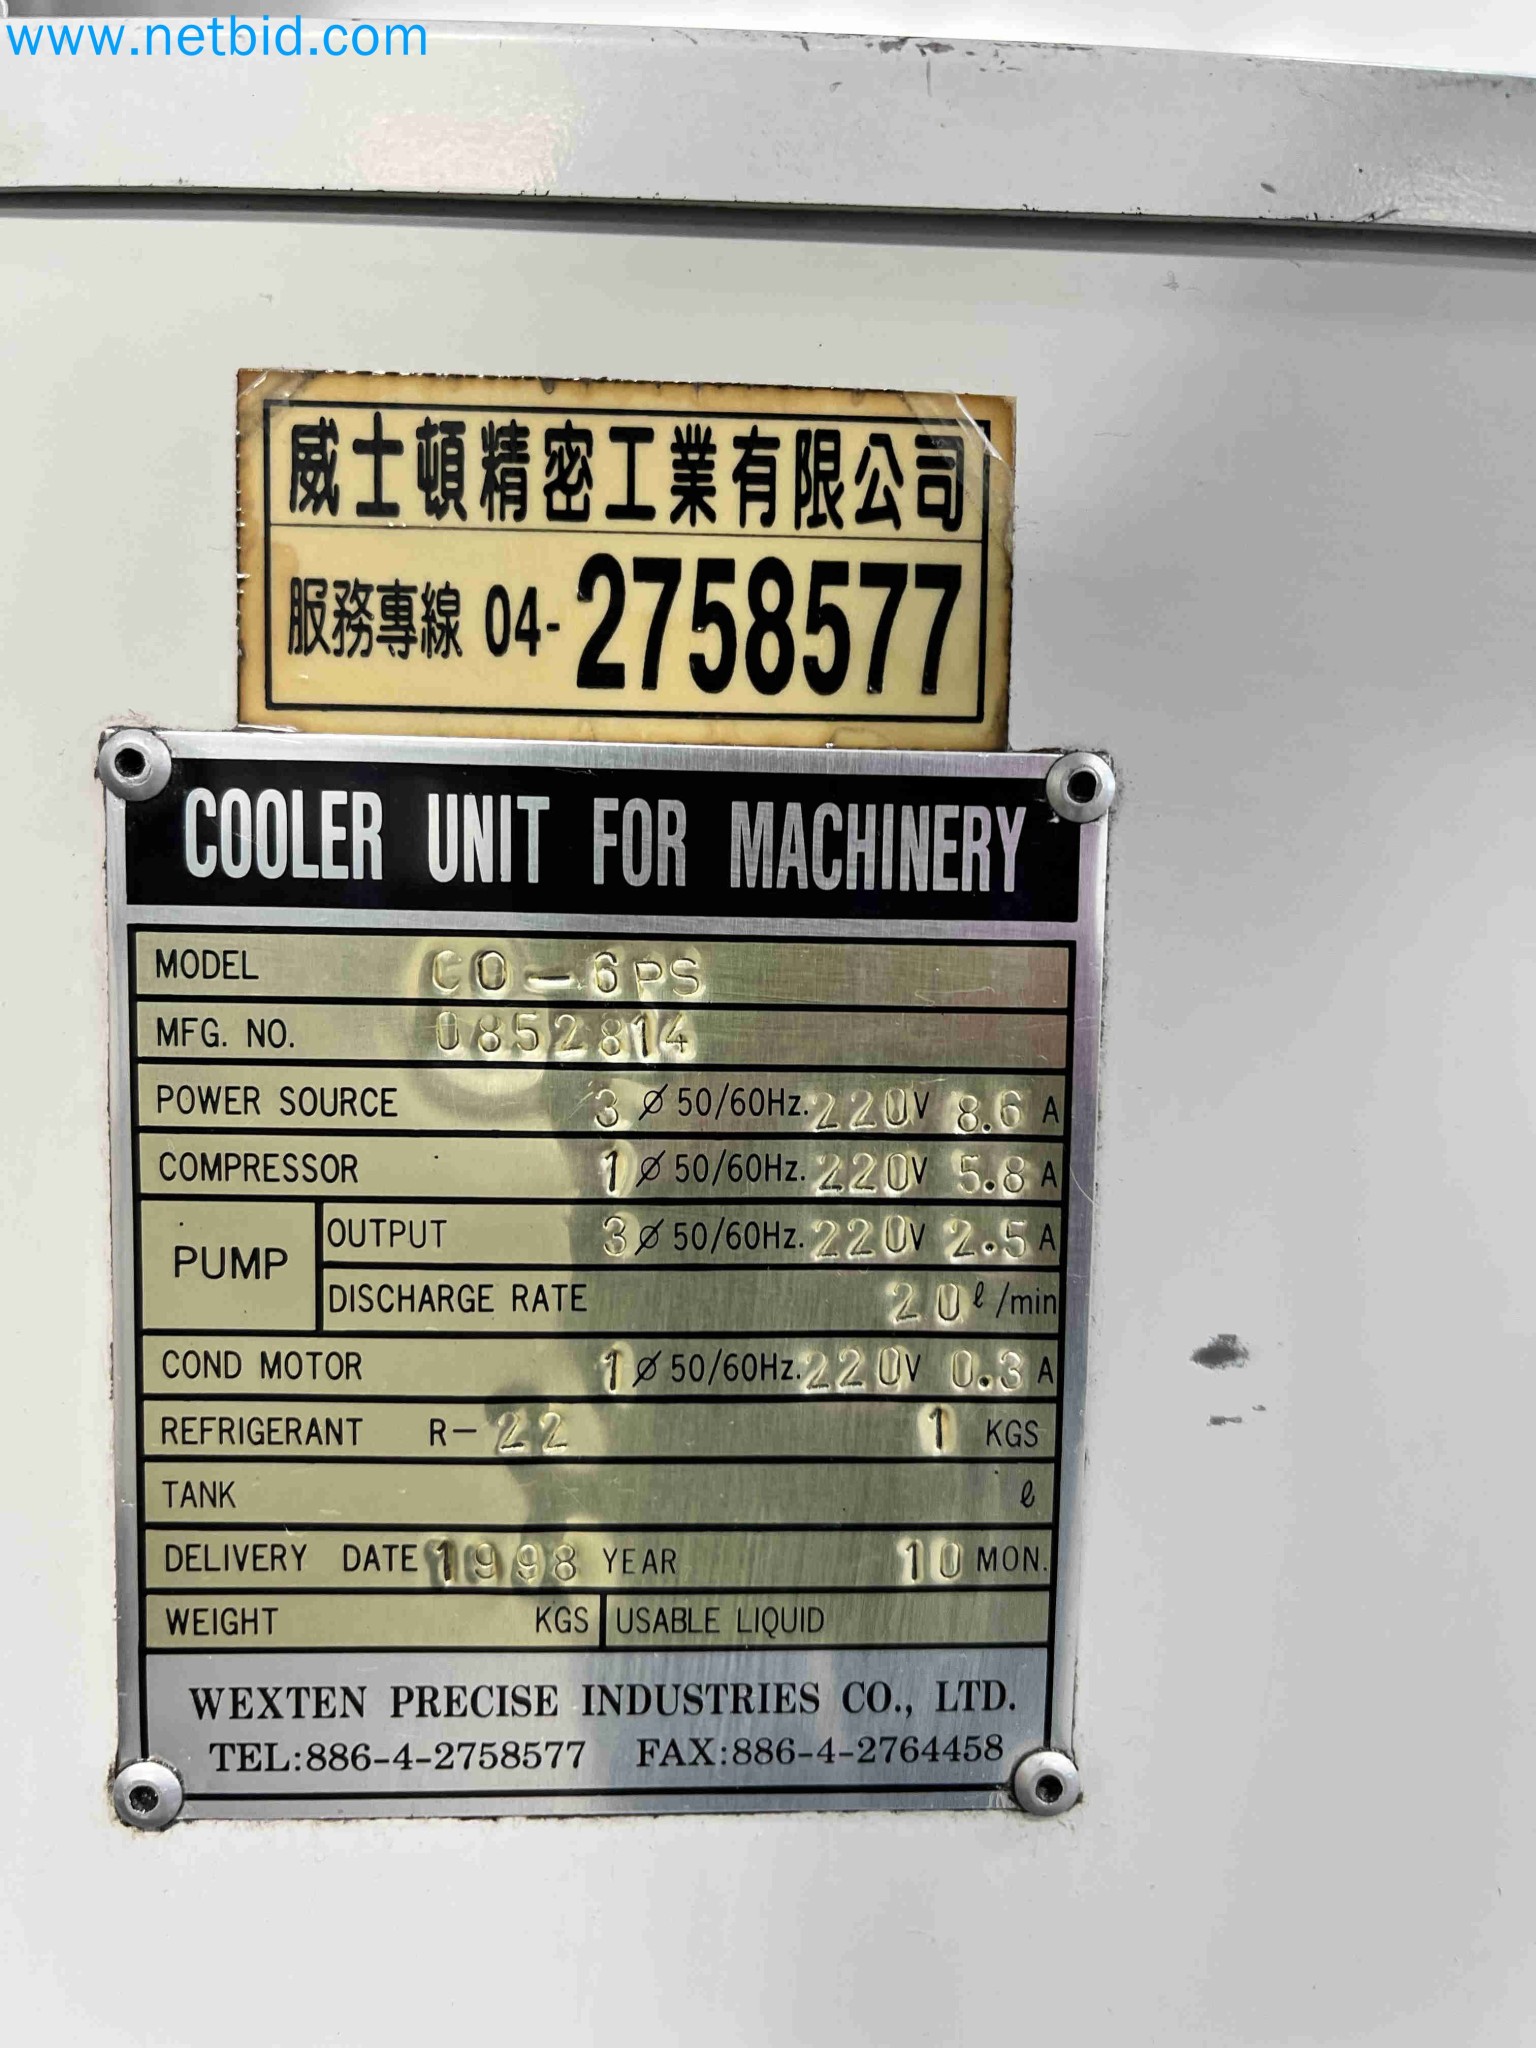 www.netbid.com
威士頓精密工業有限公司
服務專線 04-2758577
COOLER UNIT FOR MACHINERY
MODEL CO-6PS
MFG. NO. 0852814
POWER SOURCE 3 ø 50/60Hz. 220V 8.6 A
COMPRESSOR 1 ø 50/60Hz. 220V 5.8 A
PUMP OUTPUT 3 ø 50/60Hz. 220V 2.5 A
DISCHARGE RATE 20 ℓ/min
COND MOTOR 1 ø 50/60Hz. 220V 0.3 A
REFRIGERANT R-22 1 KGS
TANK ℓ
DELIVERY DATE 1998 YEAR 10 MON.
WEIGHT KGS USABLE LIQUID
WEXTEN PRECISE INDUSTRIES CO., LTD.
TEL:886-4-2758577 FAX:886-4-2764458